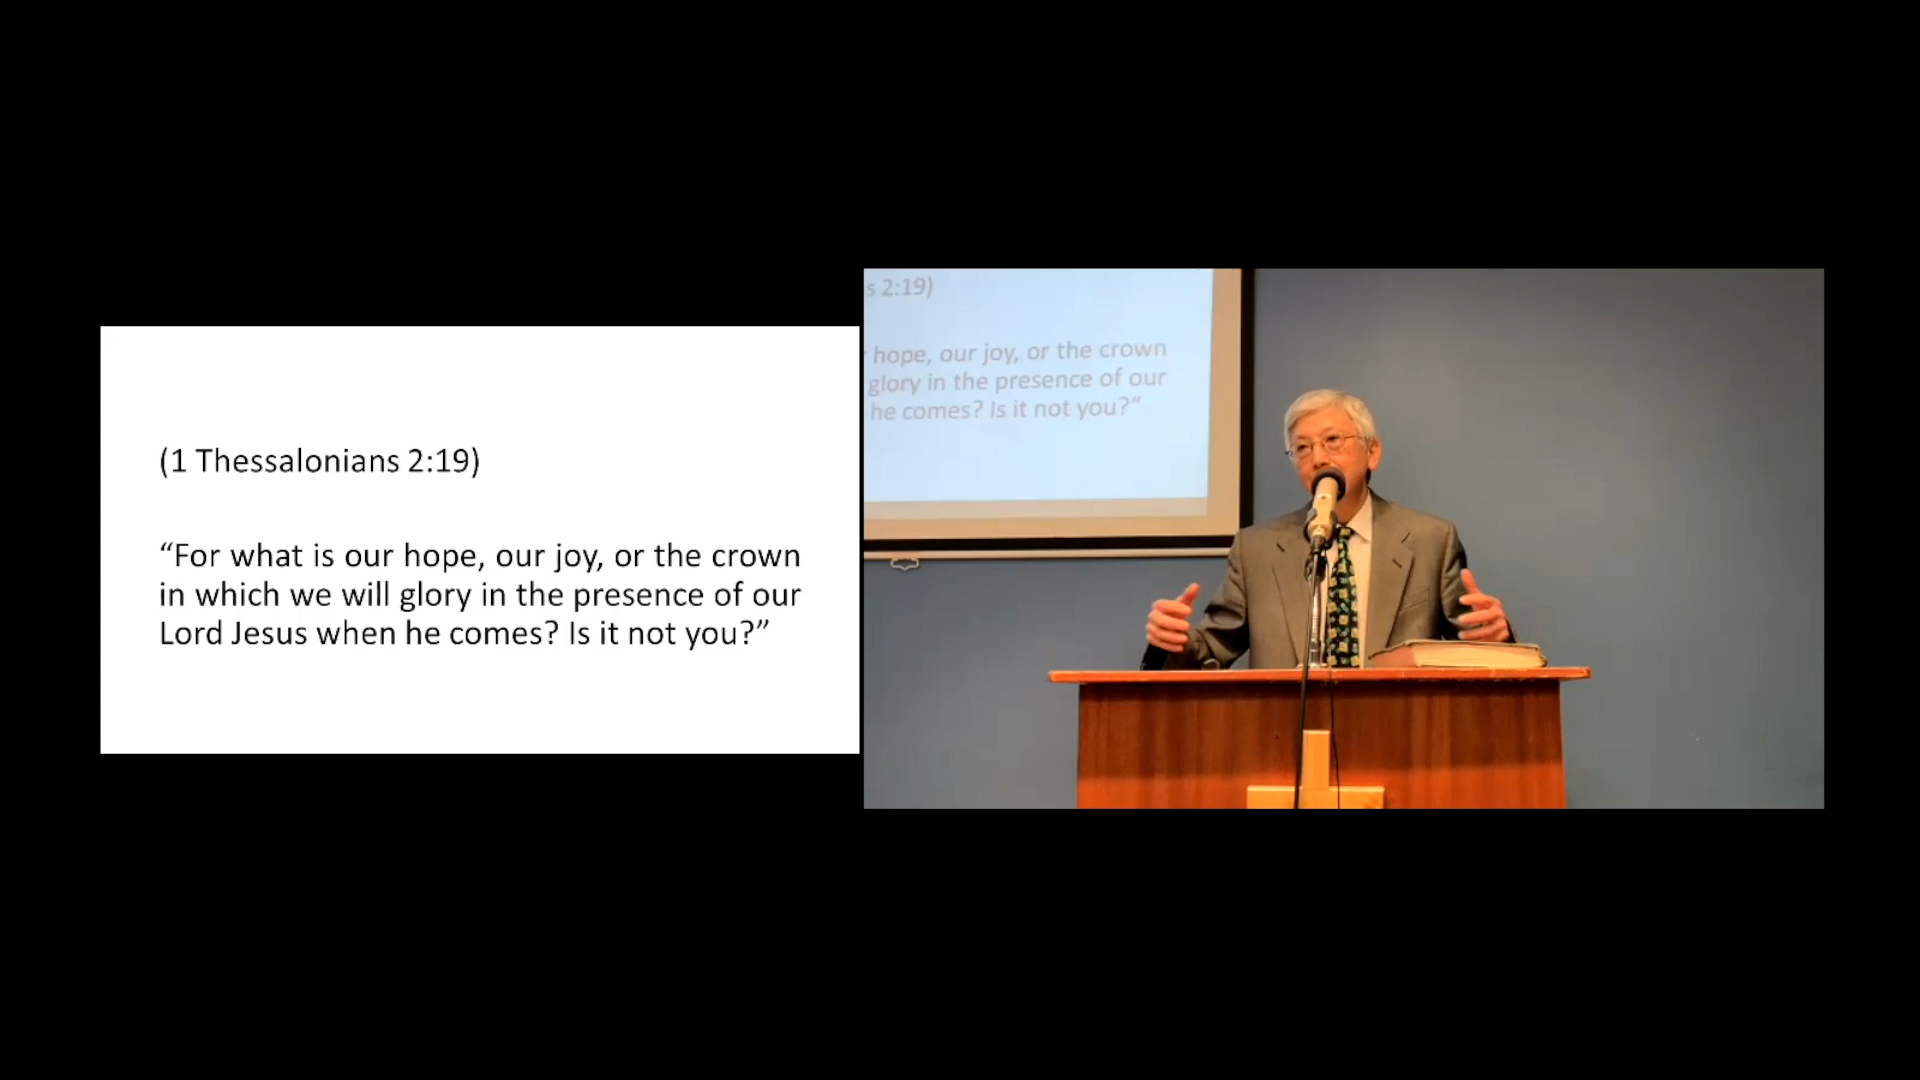 (1 Thessalonians 2:19)
“For what is our hope, our joy, or the crown
in which we will glory in the presence of our
Lord Jesus when he comes? Is it not you?”
s 2:19)
hope, our joy, or the crown
glory in the presence of our
he comes? Is it not you?”